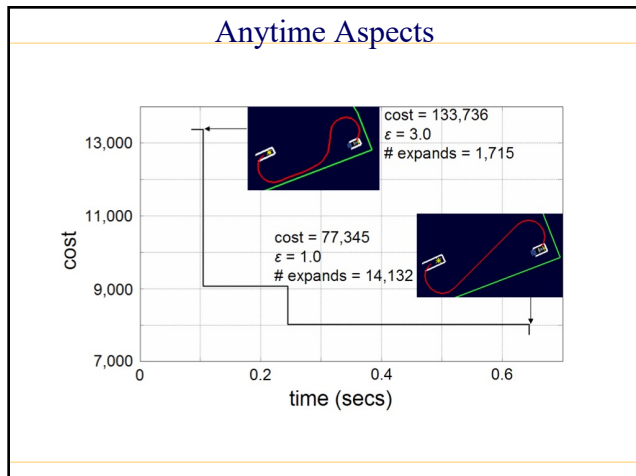 Anytime Aspects
cost = 133,736
ε = 3.0
# expands = 1,715
cost = 77,345
ε = 1.0
# expands = 14,132
cost
13,000
11,000
9,000
7,000
0
0.2
0.4
0.6
time (secs)